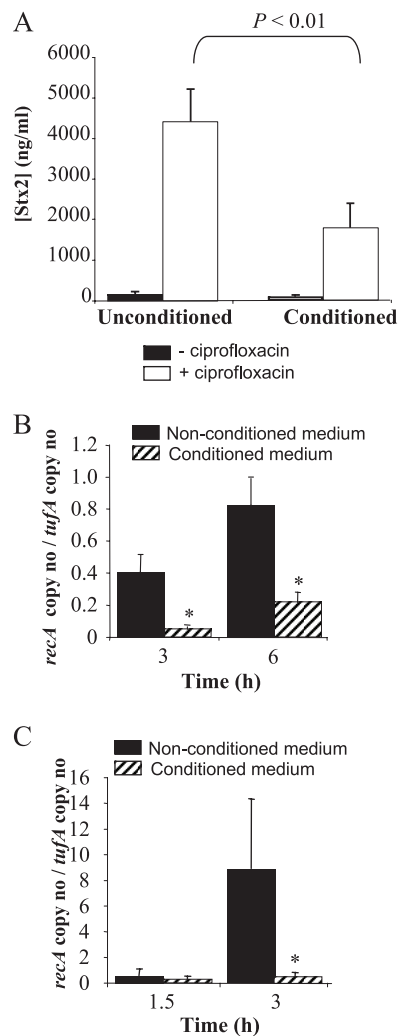 A
P < 0.01
[Stx2] (ng/ml)
6000
5000
4000
3000
2000
1000
0
Unconditioned Conditioned
- ciprofloxacin
+ ciprofloxacin
B
Non-conditioned medium
Conditioned medium
recA copy no / tufA copy no
1.2
1
0.8
0.6
0.4
0.2
0
* *
3 6
Time (h)
C
Non-conditioned medium
Conditioned medium
recA copy no / tufA copy no
16
14
12
10
8
6
4
2
0
*
1.5 3
Time (h)